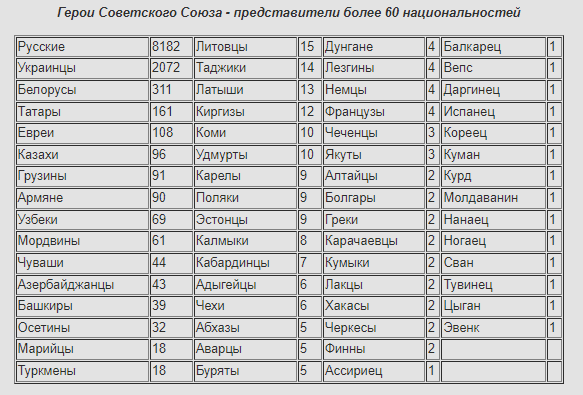 Герои Советского Союза - представители более 60 национальностей
Русские 8182 Литовцы 15 Дунгане 4 Балкарец 1
Украинцы 2072 Таджики 14 Лезгины 4 Вепс 1
Белорусы 311 Латыши 13 Немцы 4 Даргинец 1
Татары 161 Киргизы 12 Французы 4 Испанец 1
Евреи 108 Коми 10 Чеченцы 3 Кореец 1
Казахи 96 Удмурты 10 Якуты 3 Куман 1
Грузины 91 Карелы 9 Алтайцы 2 Курд 1
Армяне 90 Поляки 9 Болгары 2 Молдаванин 1
Узбеки 69 Эстонцы 9 Греки 2 Нанаец 1
Мордвины 61 Калмыки 8 Карачаевцы 2 Ногаец 1
Чуваши 44 Кабардинцы 7 Кумыки 2 Сван 1
Азербайджанцы 43 Адыгейцы 6 Лакцы 2 Тувинец 1
Башкиры 39 Чехи 6 Хакасы 2 Цыган 1
Осетины 32 Абхазы 5 Черкесы 2 Эвенк 1
Марийцы 18 Аварцы 5 Финны 2
Туркмены 18 Буряты 5 Ассириец 1